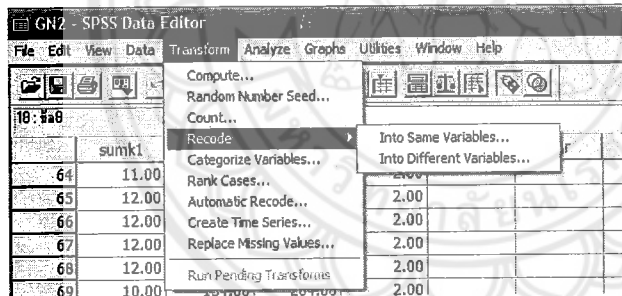 GN2 - SPSS Data Editor
File Edit View Data Transform Analyze Graphs Utilities Window Help
Compute...
Random Number Seed...
Count...
Recode
Categorize Variables...
Rank Cases...
Automatic Recode...
Create Time Series...
Replace Missing Values...
Run Pending Transforms
Into Same Variables...
Into Different Variables...
sumk1
64 11.00 2.00
65 12.00 2.00
66 12.00 2.00
67 12.00 2.00
68 12.00 2.00
69 10.00 2.00